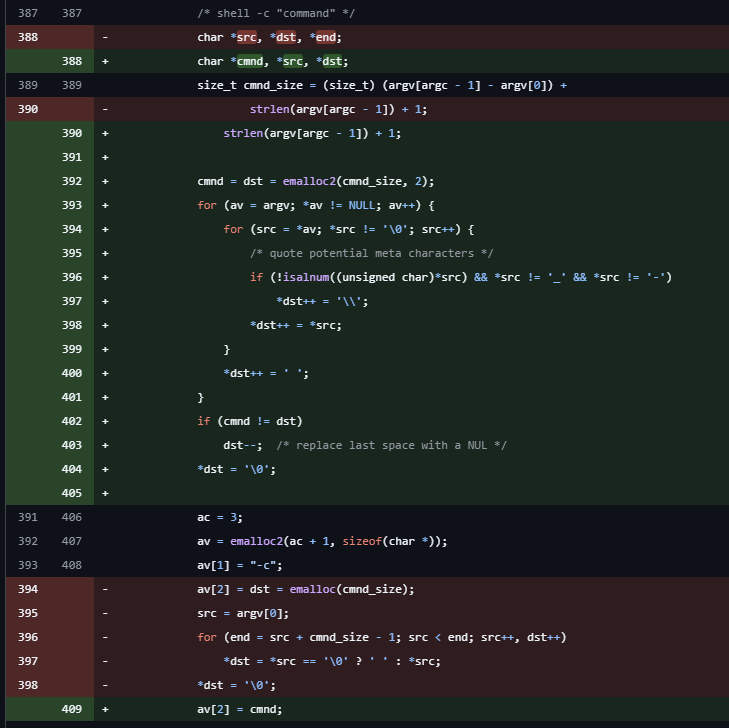 387 387 /* shell -c "command" */
388 - char *src, *dst, *end;
388 + char *cmnd, *src, *dst;
389 389 size_t cmnd_size = (size_t) (argv[argc - 1] - argv[0]) +
390 - strlen(argv[argc - 1]) + 1;
390 + strlen(argv[argc - 1]) + 1;
391 +
392 + cmnd = dst = emalloc2(cmnd_size, 2);
393 + for (av = argv; *av != NULL; av++) {
394 + for (src = *av; *src != '\0'; src++) {
395 + /* quote potential meta characters */
396 + if (!isalnum((unsigned char)*src) && *src != '_' && *src != '-')
397 + *dst++ = '\\';
398 + *dst++ = *src;
399 + }
400 + *dst++ = ' ';
401 + }
402 + if (cmnd != dst)
403 + dst--; /* replace last space with a NUL */
404 + *dst = '\0';
405 +
391 406 ac = 3;
392 407 av = emalloc2(ac + 1, sizeof(char *));
393 408 av[1] = "-c";
394 - av[2] = dst = emalloc(cmnd_size);
395 - src = argv[0];
396 - for (end = src + cmnd_size - 1; src < end; src++, dst++)
397 - *dst = *src == '\0' ? ' ' : *src;
398 - *dst = '\0';
409 + av[2] = cmnd;